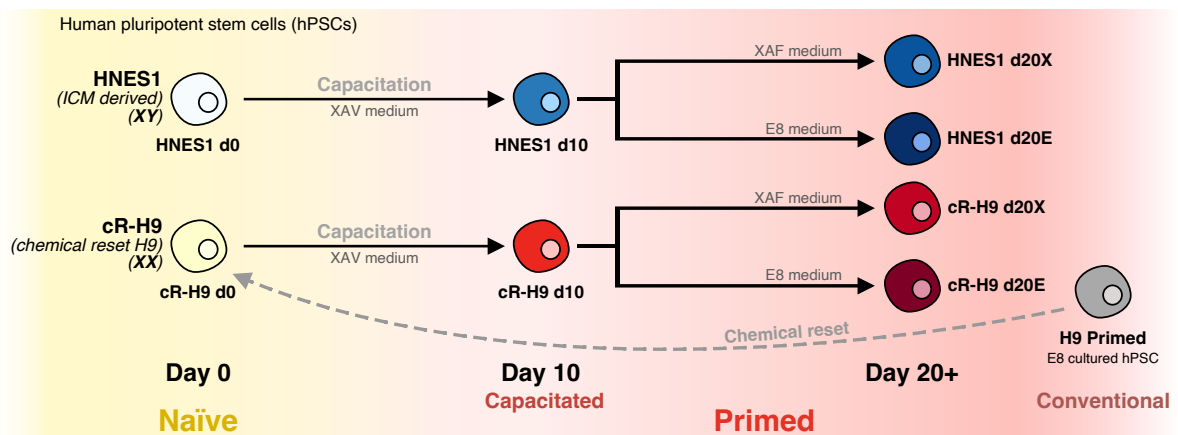 Human pluripotent stem cells (hPSCs)
HNES1
(ICM derived)
(XY)
HNES1 d0
Capacitation
XAV medium
HNES1 d10
XAF medium
HNES1 d20X
E8 medium
HNES1 d20E
cR-H9
(chemical reset H9)
(XX)
cR-H9 d0
Capacitation
XAV medium
cR-H9 d10
XAF medium
cR-H9 d20X
E8 medium
cR-H9 d20E
Chemical reset
H9 Primed
E8 cultured hPSC
Day 0
Day 10
Day 20+
Capacitated
Conventional
Naïve
Primed